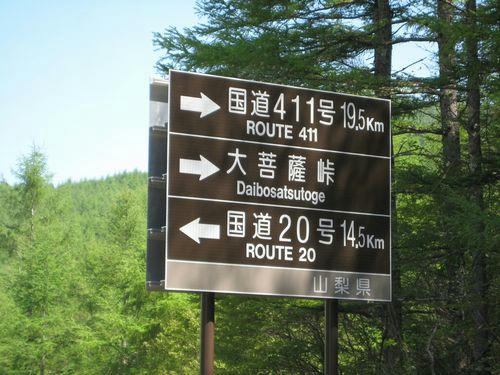 国道411号 19.5Km
ROUTE 411
大菩薩峠
Daibosatsutoge
国道20号 14.5Km
ROUTE 20
山梨県